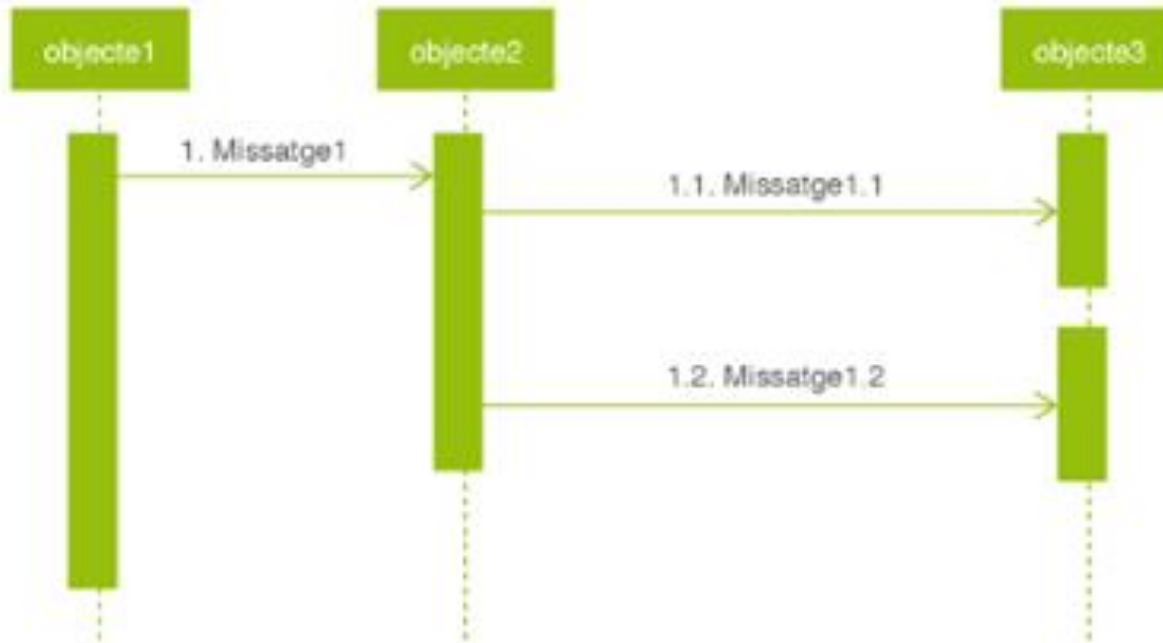 objecte1
objecte2
objecte3
1. Missatge1
1.1. Missatge1.1
1.2. Missatge1.2